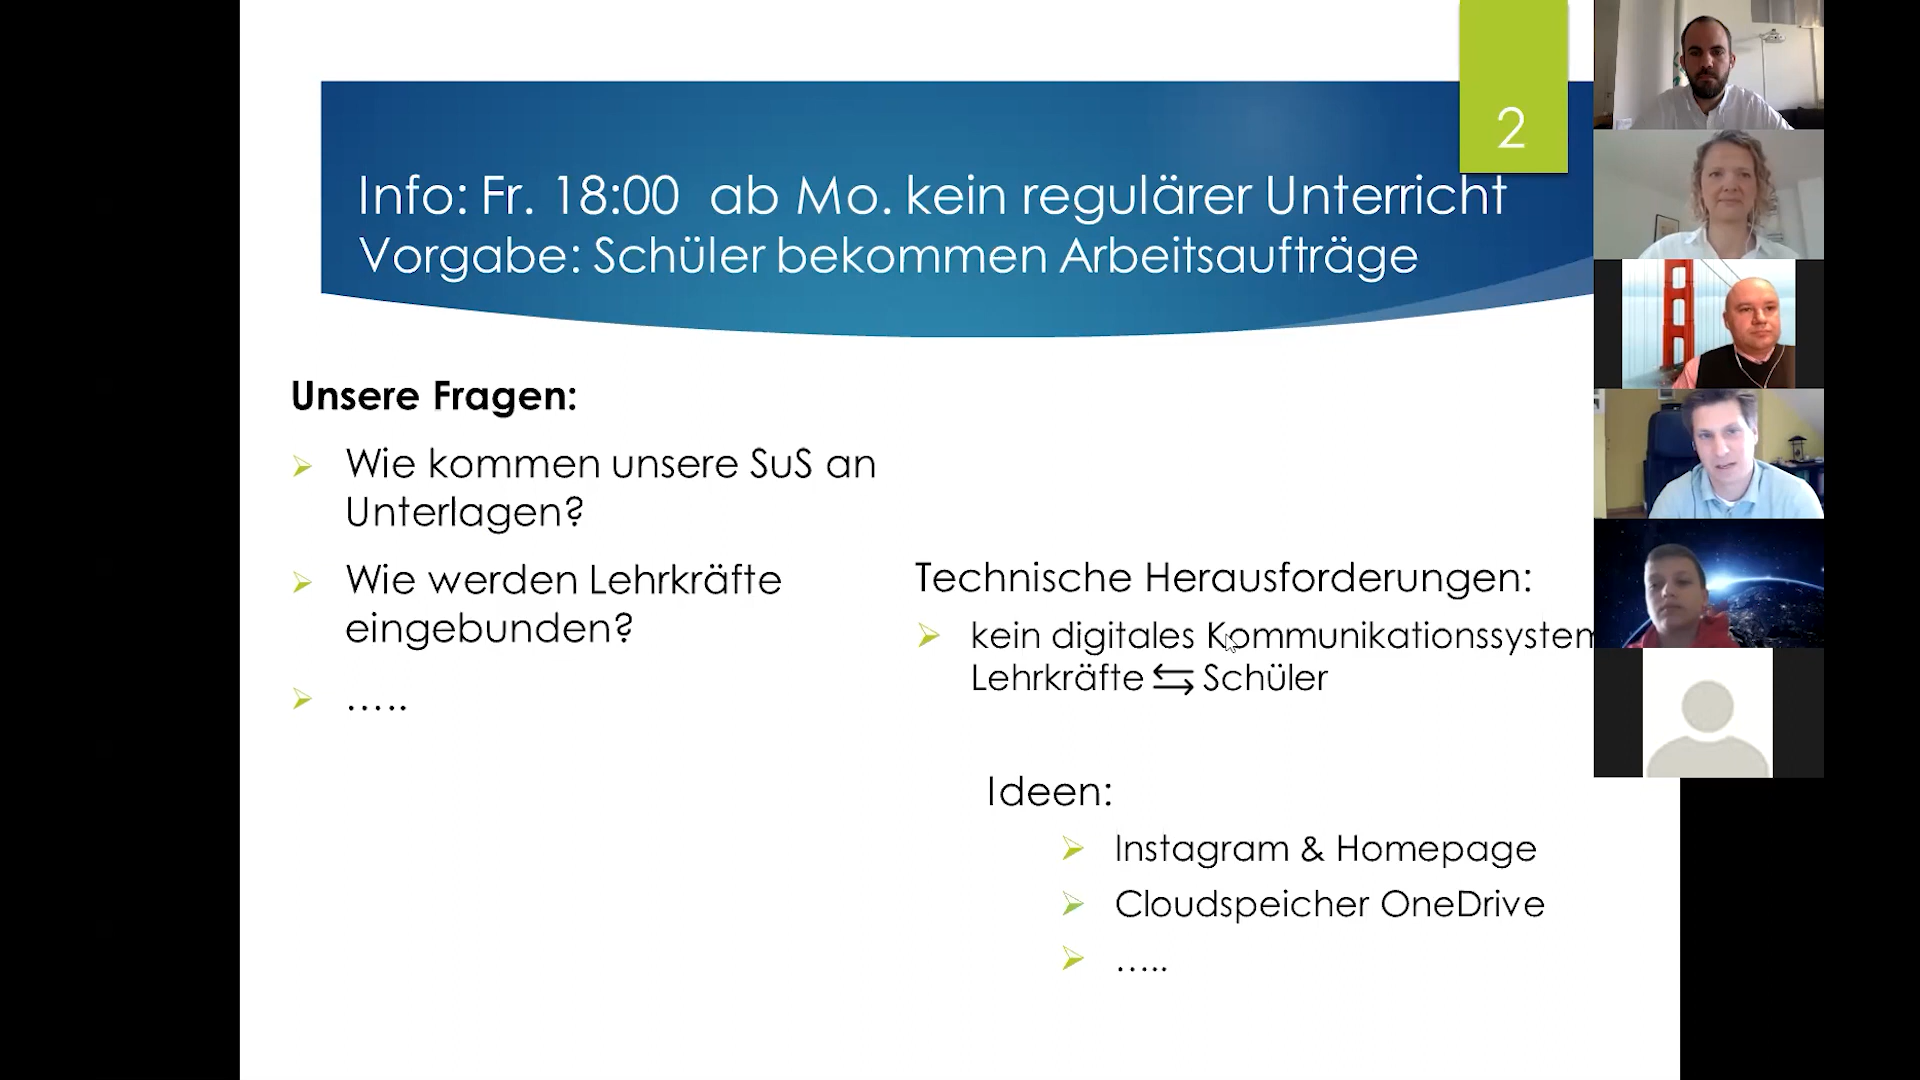 2
Info: Fr. 18:00 ab Mo. kein regulärer Unterricht
Vorgabe: Schüler bekommen Arbeitsaufträge
Unsere Fragen:
Wie kommen unsere SuS an
Unterlagen?
Wie werden Lehrkräfte
eingebunden?
…..
Technische Herausforderungen:
kein digitales Kommunikationssystem
Lehrkräfte ⇆ Schüler
Ideen:
Instagram & Homepage
Cloudspeicher OneDrive
…..